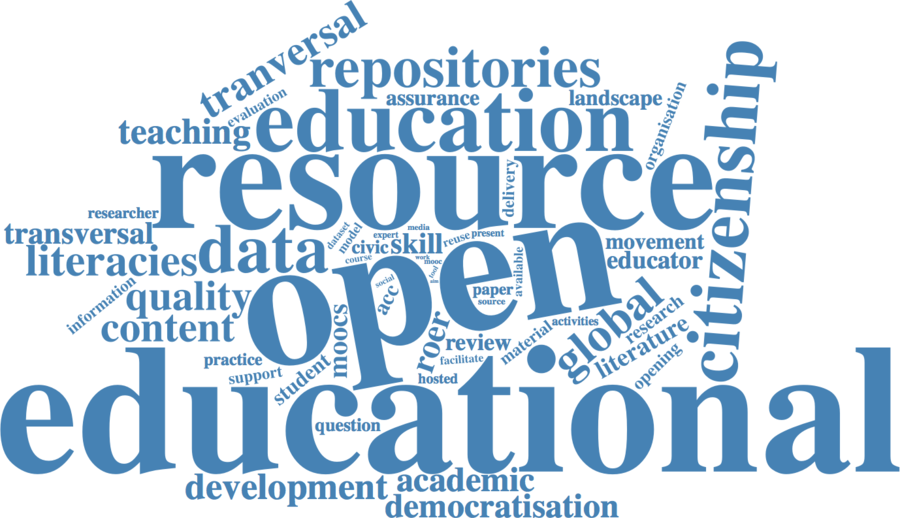 tranversal
repositories
evaluation
assurance
landscape
organisation
citizenship
teaching
education
resource
delivery
researcher
transversal
data
dataset
model
expert
media
civic
skill
reuse
present
movement
literacies
course
work
mooc
educator
open
social
acc
food
available
paper
source
information
quality
content
moocs
roer
review
material
activities
global
research
literature
opening
practice
support
student
facilitate
hosted
educational
question
development
academic
democratisation